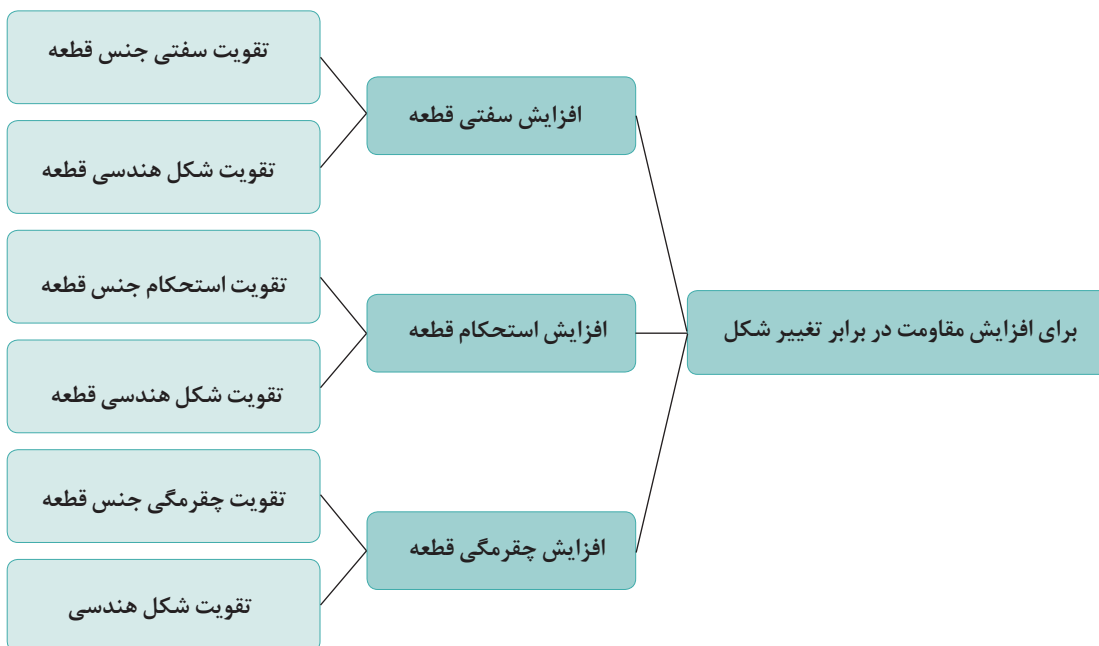 برای افزایش مقاومت در برابر تغییر شکل
افزایش سفتی قطعه
تقویت سفتی جنس قطعه
تقویت شکل هندسی قطعه
افزایش استحکام قطعه
تقویت استحکام جنس قطعه
تقویت شکل هندسی قطعه
افزایش چقرمگی قطعه
تقویت چقرمگی جنس قطعه
تقویت شکل هندسی